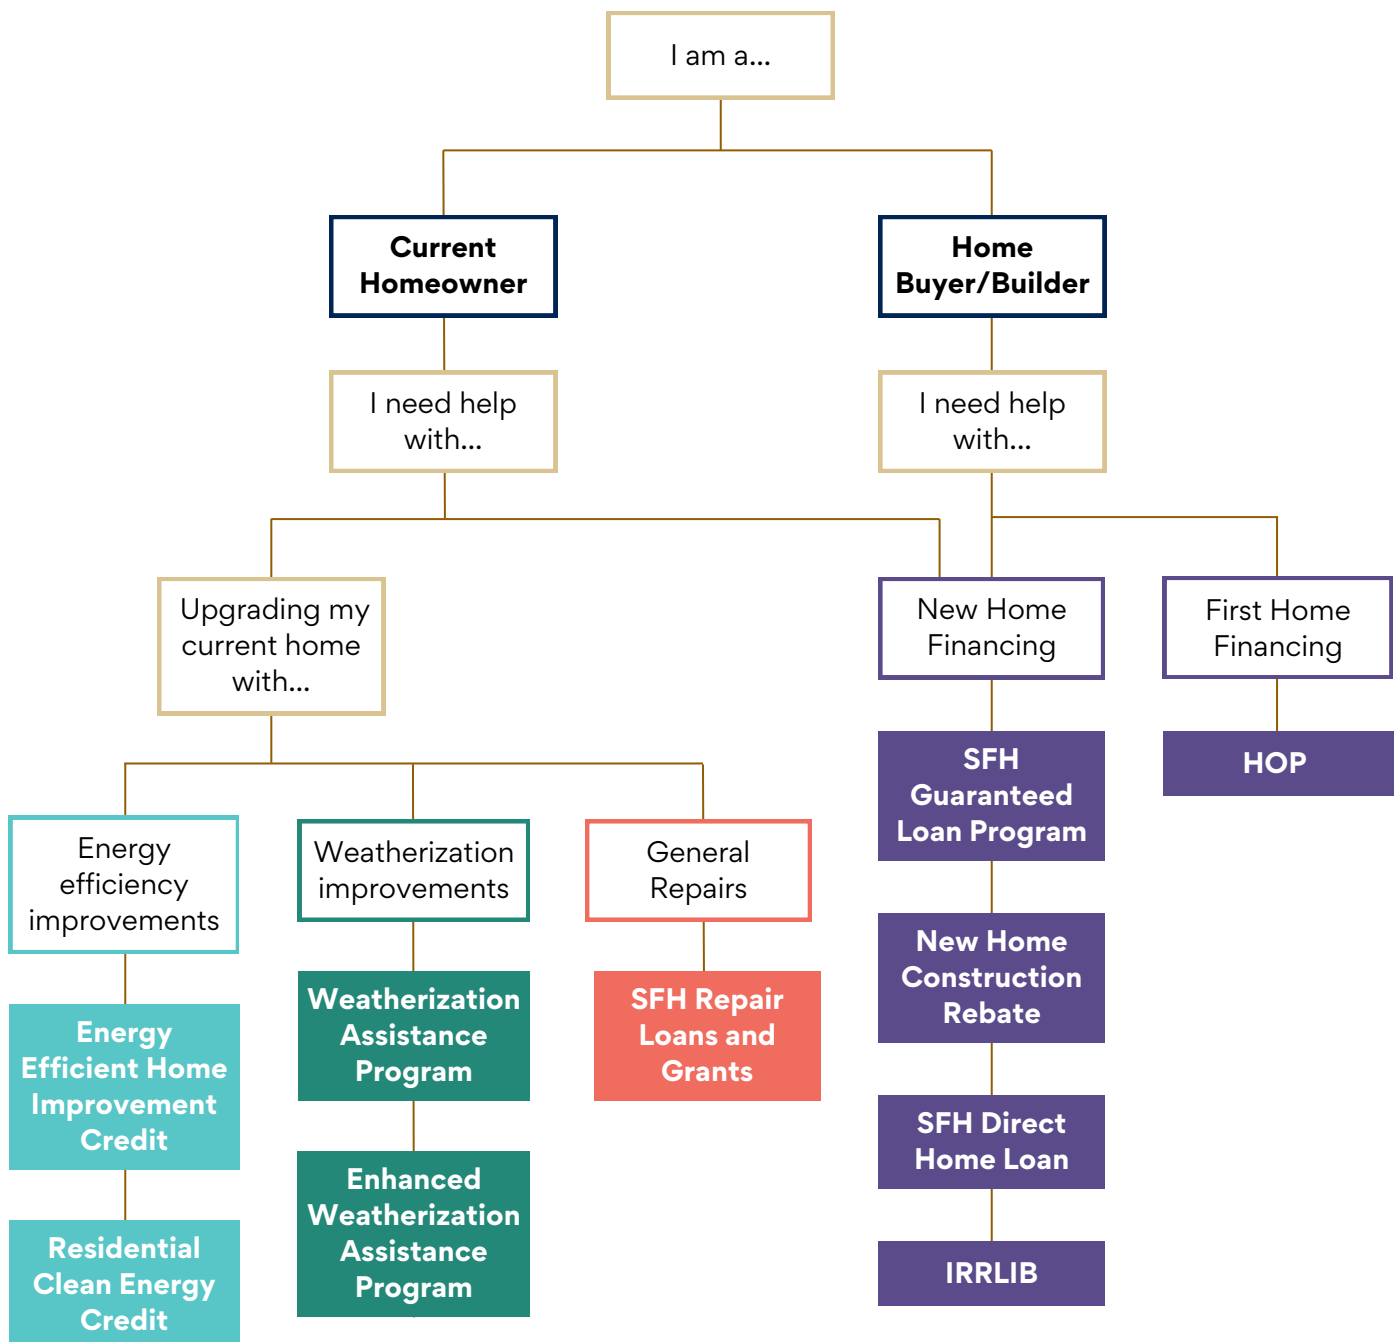 I am a...
Current
Homeowner
Home
Buyer/Builder
I need help
with...
I need help
with...
Upgrading my
current home
with...
New Home
Financing
First Home
Financing
Energy
efficiency
improvements
Weatherization
improvements
General
Repairs
SFH
Guaranteed
Loan Program
HOP
Energy
Efficient Home
Improvement
Credit
Weatherization
Assistance
Program
SFH Repair
Loans and
Grants
New Home
Construction
Rebate
Residential
Clean Energy
Credit
Enhanced
Weatherization
Assistance
Program
SFH Direct
Home Loan
IRRLIB